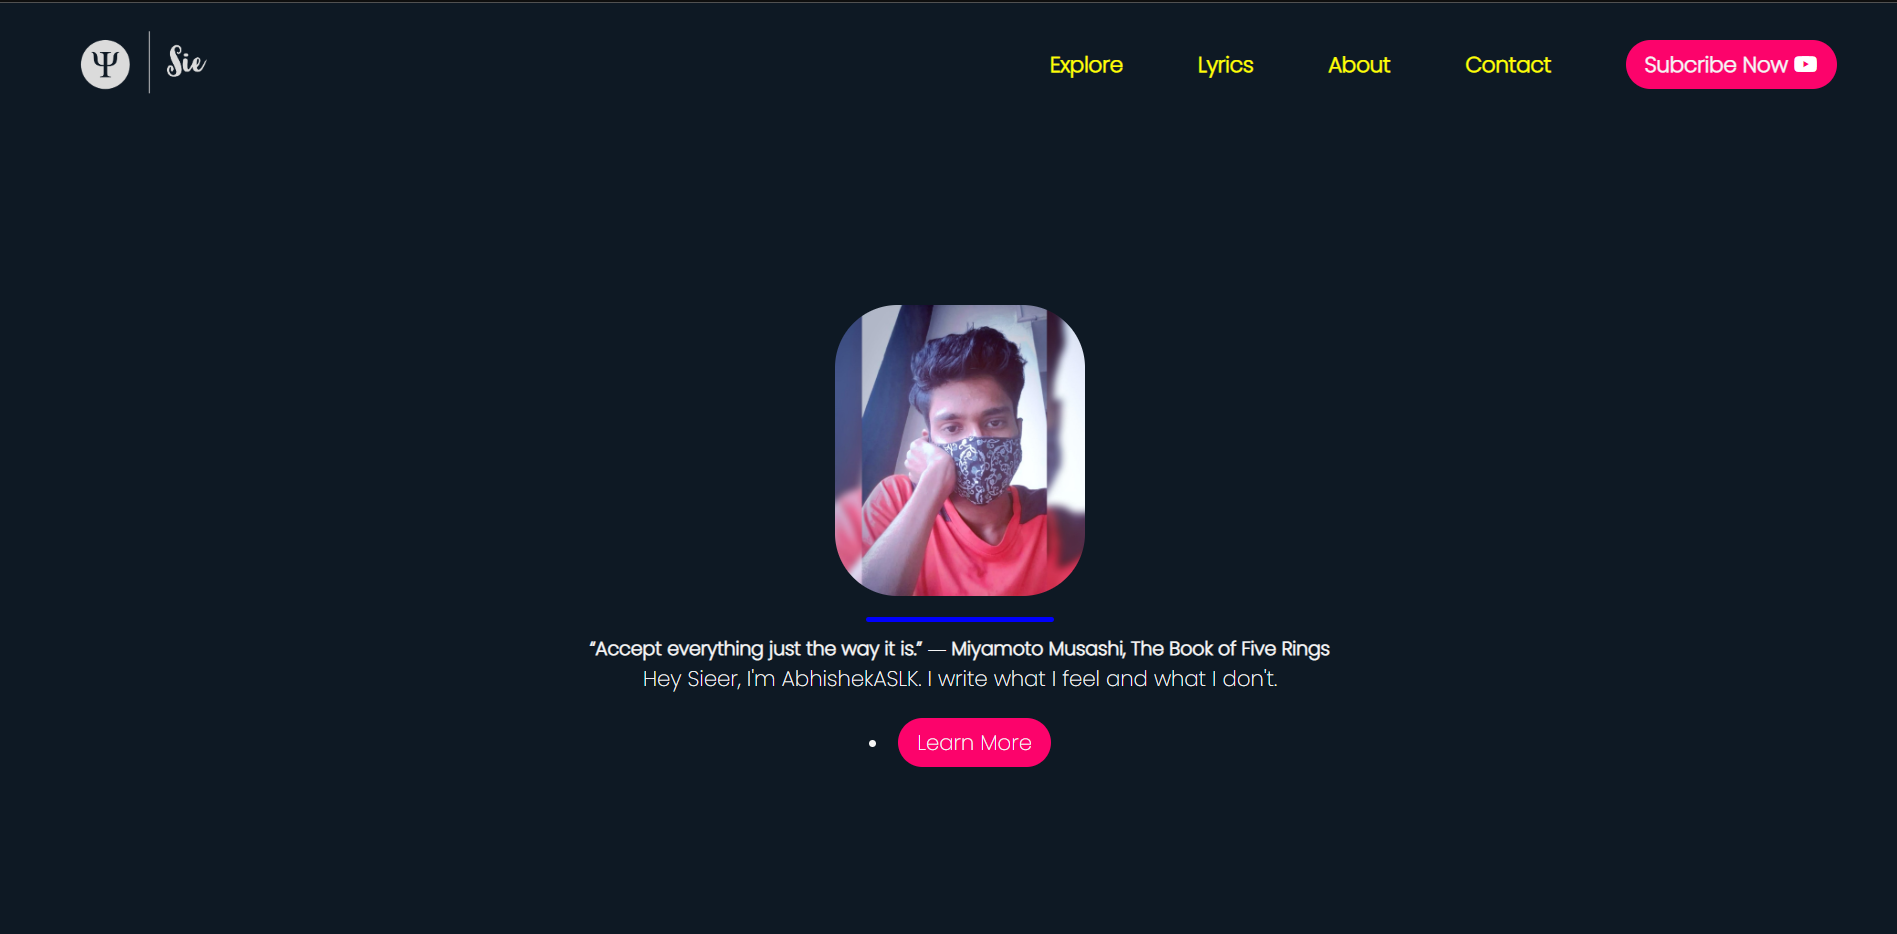 Ψ
Sie
Explore
Lyrics
About
Contact
Subcribe Now
“Accept everything just the way it is.” ― Miyamoto Musashi, The Book of Five Rings
Hey Sieer, I'm AbhishekASLK. I write what I feel and what I don't.
Learn More